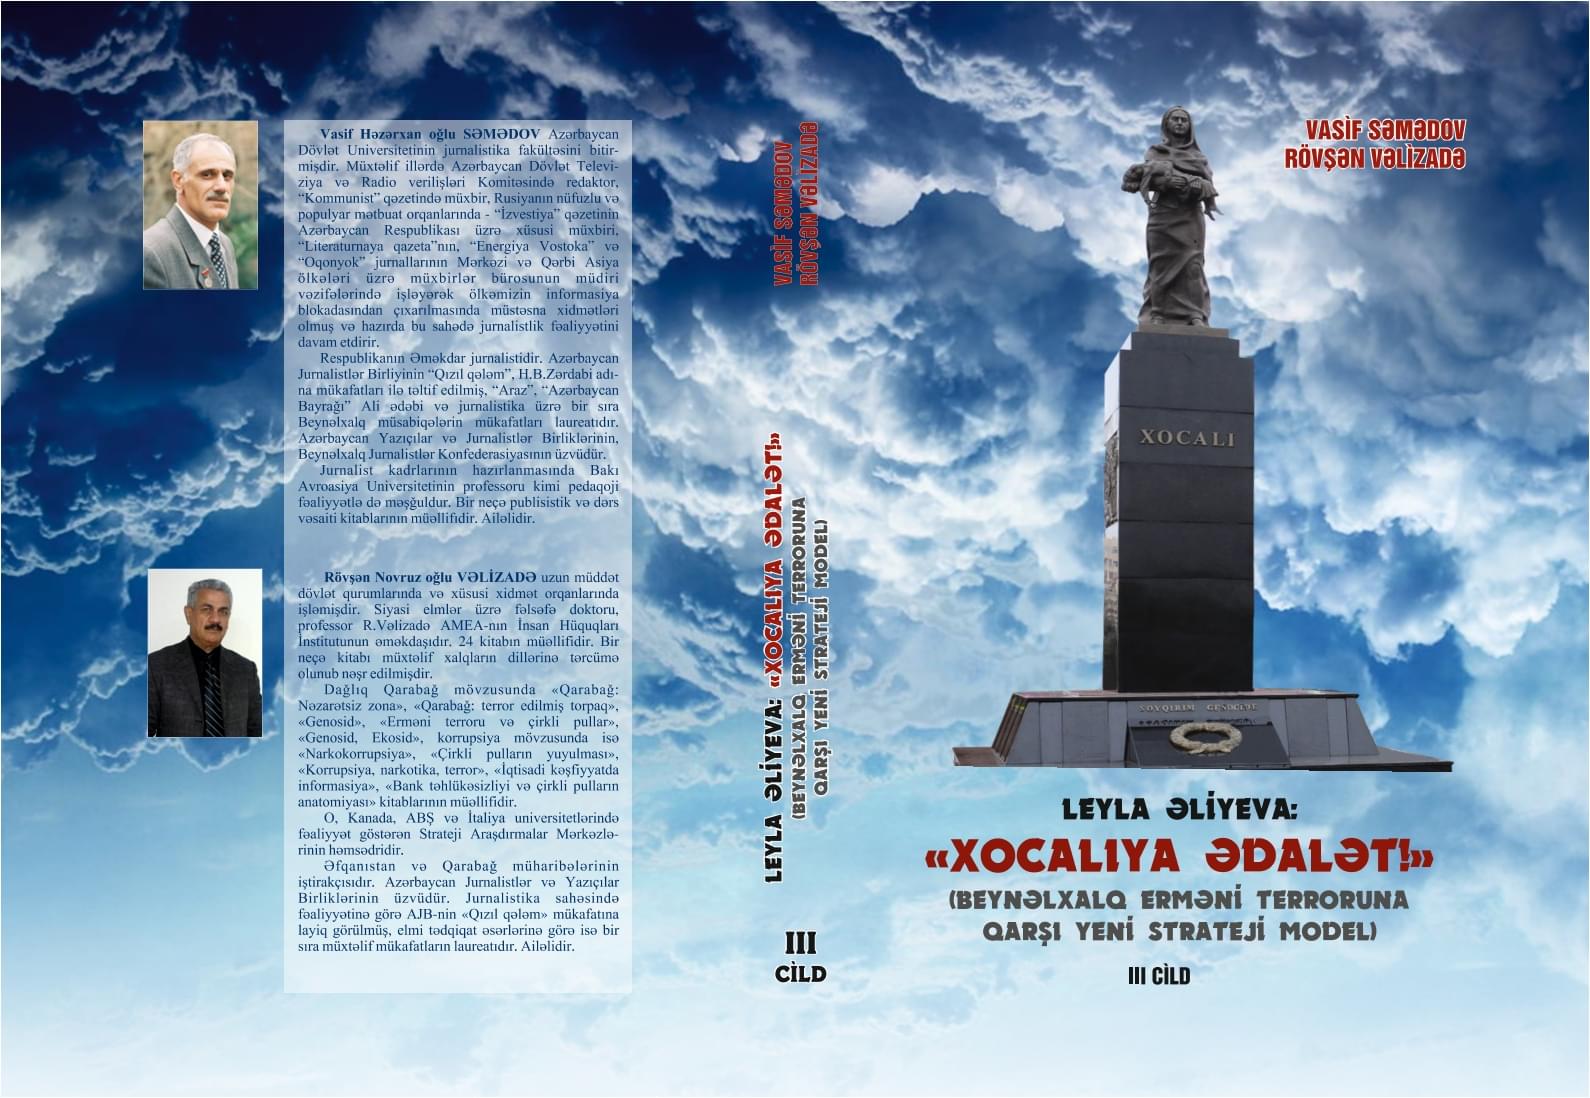 Vasif Həzərxan oğlu SƏMƏDOV Azərbaycan
Dövlət Universitetinin jurnalistika fakültəsini bitir-
mişdir. Müxtəlif illərdə Azərbaycan Dövlət Televi-
ziya və Radio verilişləri Komitəsində redaktor,
“Kommunist” qəzetində müxbir, Rusiyanın nüfuzlu və
populyar mətbuat orqanlarında - “İzvestiya” qəzetinin
Azərbaycan Respublikası üzrə xüsusi müxbiri,
“Literaturnaya qazeta”nın, “Energiya Vostoka” və
“Oqonyok” jurnallarının Mərkəzi və Qərbi Asiya
ölkələri üzrə müxbirlər bürosunun müdiri
vəzifələrində işləyərək ölkəmizin informasiya
blokadasından çıxarılmasında müstəsna xidmətləri
olmuş və hazırda bu sahədə jurnalistlik fəaliyyətini
davam etdirir.
Respublikanın Əməkdar jurnalistidir. Azərbaycan
Jurnalistlər Birliyinin “Qızıl qələm”, H.B.Zərdabi adı-
na mükafatları ilə təltif edilmiş, “Araz”, “Azərbaycan
Bayrağı” Ali ədəbi və jurnalistika üzrə bir sıra
Beynəlxalq müsabiqələrin mükafatları laureatıdır.
Azərbaycan Yazıçılar və Jurnalistlər Birliklərinin,
Beynəlxalq Jurnalistlər Konfederasiyasının üzvüdür.
Jurnalist kadrlarının hazırlanmasında Bakı
Avroasiya Universitetinin professoru kimi pedaqoji
fəaliyyətlə də məşğuldur. Bir neçə publisistik və dərs
vəsaiti kitablarının müəllifidir. Ailəlidir.
Rövşən Novruz oğlu VƏLİZADƏ uzun müddət
dövlət qurumlarında və xüsusi xidmət orqanlarında
işləmişdir. Siyasi elmlər üzrə fəlsəfə doktoru,
professor R.Vəlizadə AMEA-nın İnsan Hüquqları
İnstitutunun əməkdaşıdır. 24 kitabın müəllifidir. Bir
neçə kitabı müxtəlif xalqların dillərinə tərcümə
olunub nəşr edilmişdir.
Dağlıq Qarabağ mövzusunda «Qarabağ:
Nəzarətsiz zona», «Qarabağ: terror edilmiş torpaq»,
«Genosid», «Erməni terroru və çirkli pullar»,
«Genosid, Ekosid», korrupsiya mövzusunda isə
«Narkokorrupsiya», «Çirkli pulların yuyulması»,
«Korrupsiya, narkotika, terror», «İqtisadi kəşfiyyatda
informasiya», «Bank təhlükəsizliyi və çirkli pulların
anatomiyası» kitablarının müəllifidir.
O, Kanada, ABŞ və İtaliya universitetlərində
fəaliyyət göstərən Strateji Araşdırmalar Mərkəzlə-
rinin həmsədridir.
Əfqanıstan və Qarabağ müharibələrinin
iştirakçısıdır. Azərbaycan Jurnalistlər və Yazıçılar
Birliklərinin üzvüdür. Jurnalistika sahəsində
fəaliyyətinə görə AJB-nin «Qızıl qələm» mükafatına
layiq görülmüş, elmi tədqiqat əsərlərinə görə isə bir
sıra müxtəlif mükafatların laureatıdır. Ailəlidir.
VASİF SƏMƏDOV
RÖVŞƏN VƏLİZADƏ
LEYLA ƏLİYEVA: «XOCALIYA ƏDALƏT!»
(BEYNƏLXALQ ERMƏNİ TERRORUNA
QARŞI YENİ STRATEJİ MODEL)
III
CİLD
VASİF SƏMƏDOV
RÖVŞƏN VƏLİZADƏ
XOCALI
SOYQIRIM GENOCIDE
LEYLA ƏLİYEVA:
«XOCALIYA ƏDALƏT!»
(BEYNƏLXALQ ERMƏNİ TERRORUNA
QARŞI YENİ STRATEJİ MODEL)
III CİLD